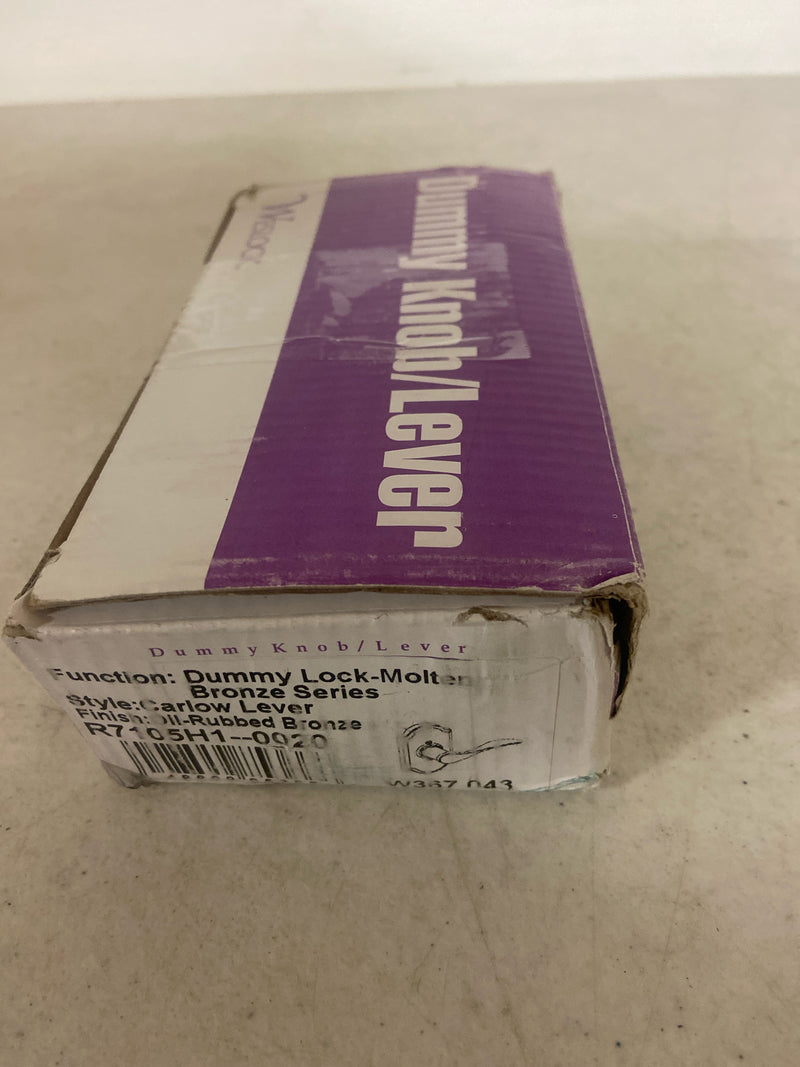 Weslock
Dummy Knob/Lever
Dummy Knob/Lever
Function: Dummy Lock-Molten
Bronze Series
Style: Carlow Lever
Finish: Oil-Rubbed Bronze
R7105H1--0020
W367 043